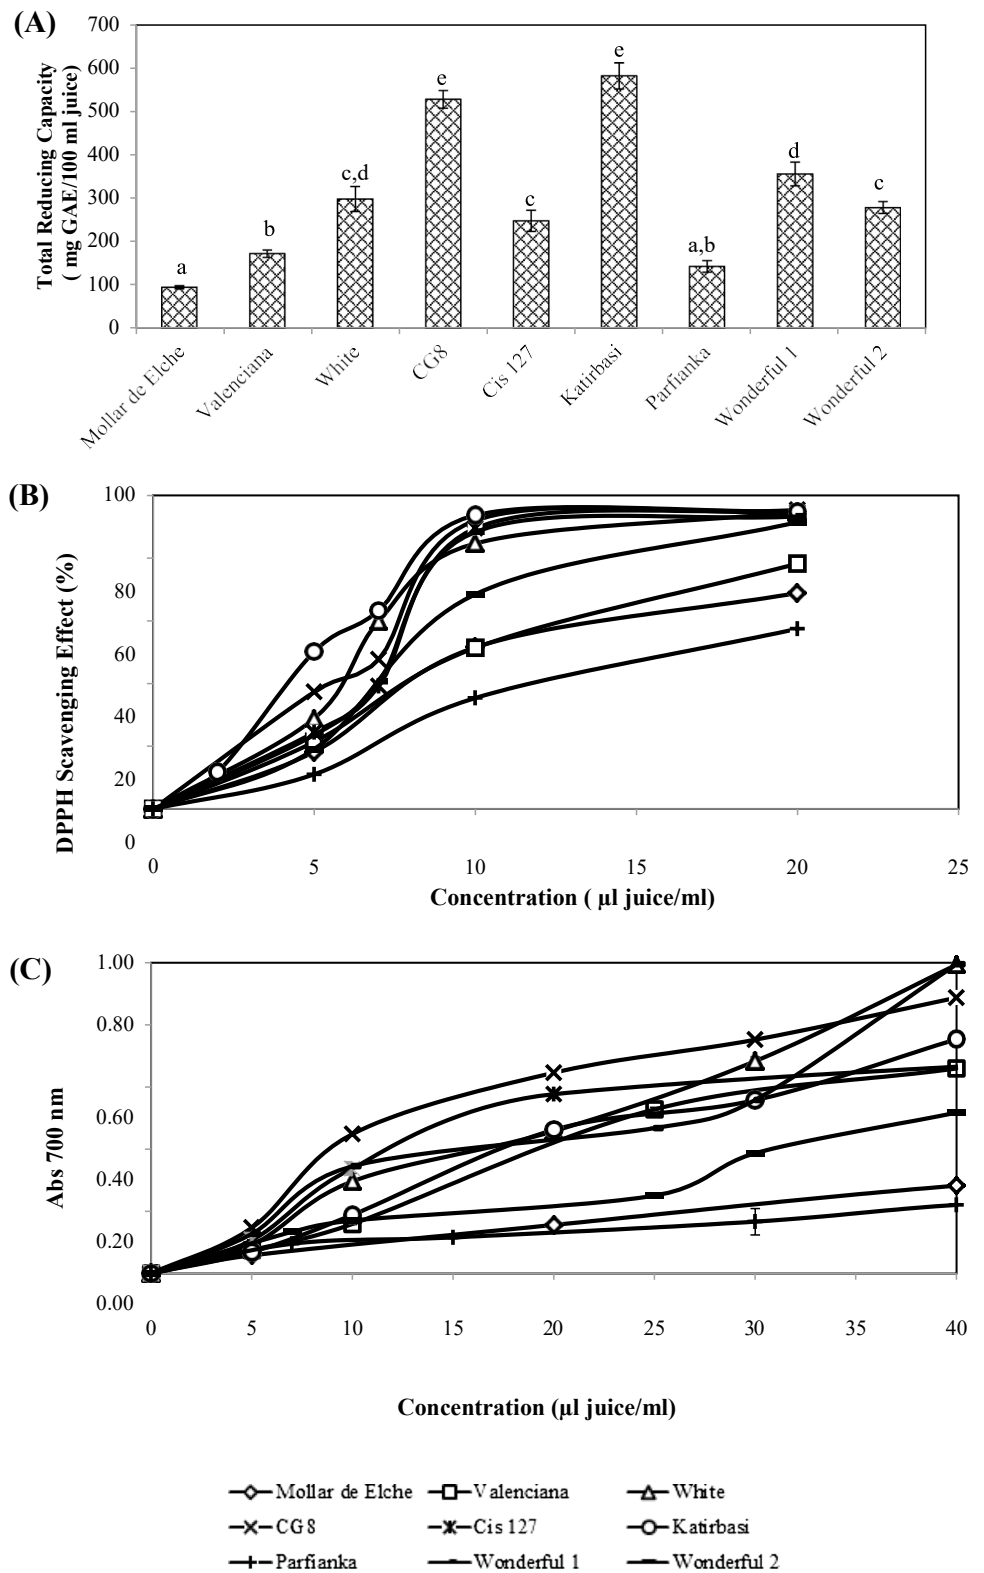 (A)
Total Reducing Capacity
( mg GAE/100 ml juice)
700
600
500
400
300
200
100
0
a
b
c,d
e
c
e
a,b
d
c
Mollar de Elche
Valenciana
White
CG8
Cis 127
Katirbasi
Parfianka
Wonderful 1
Wonderful 2
(B)
DPPH Scavenging Effect (%)
100
80
60
40
20
0
0 5 10 15 20 25
Concentration ( µl juice/ml)
(C)
Abs 700 nm
1.00
0.80
0.60
0.40
0.20
0.00
0 5 10 15 20 25 30 35 40
Concentration (µl juice/ml)
Mollar de Elche Valenciana White
CG8 Cis 127 Katirbasi
Parfianka Wonderful 1 Wonderful 2